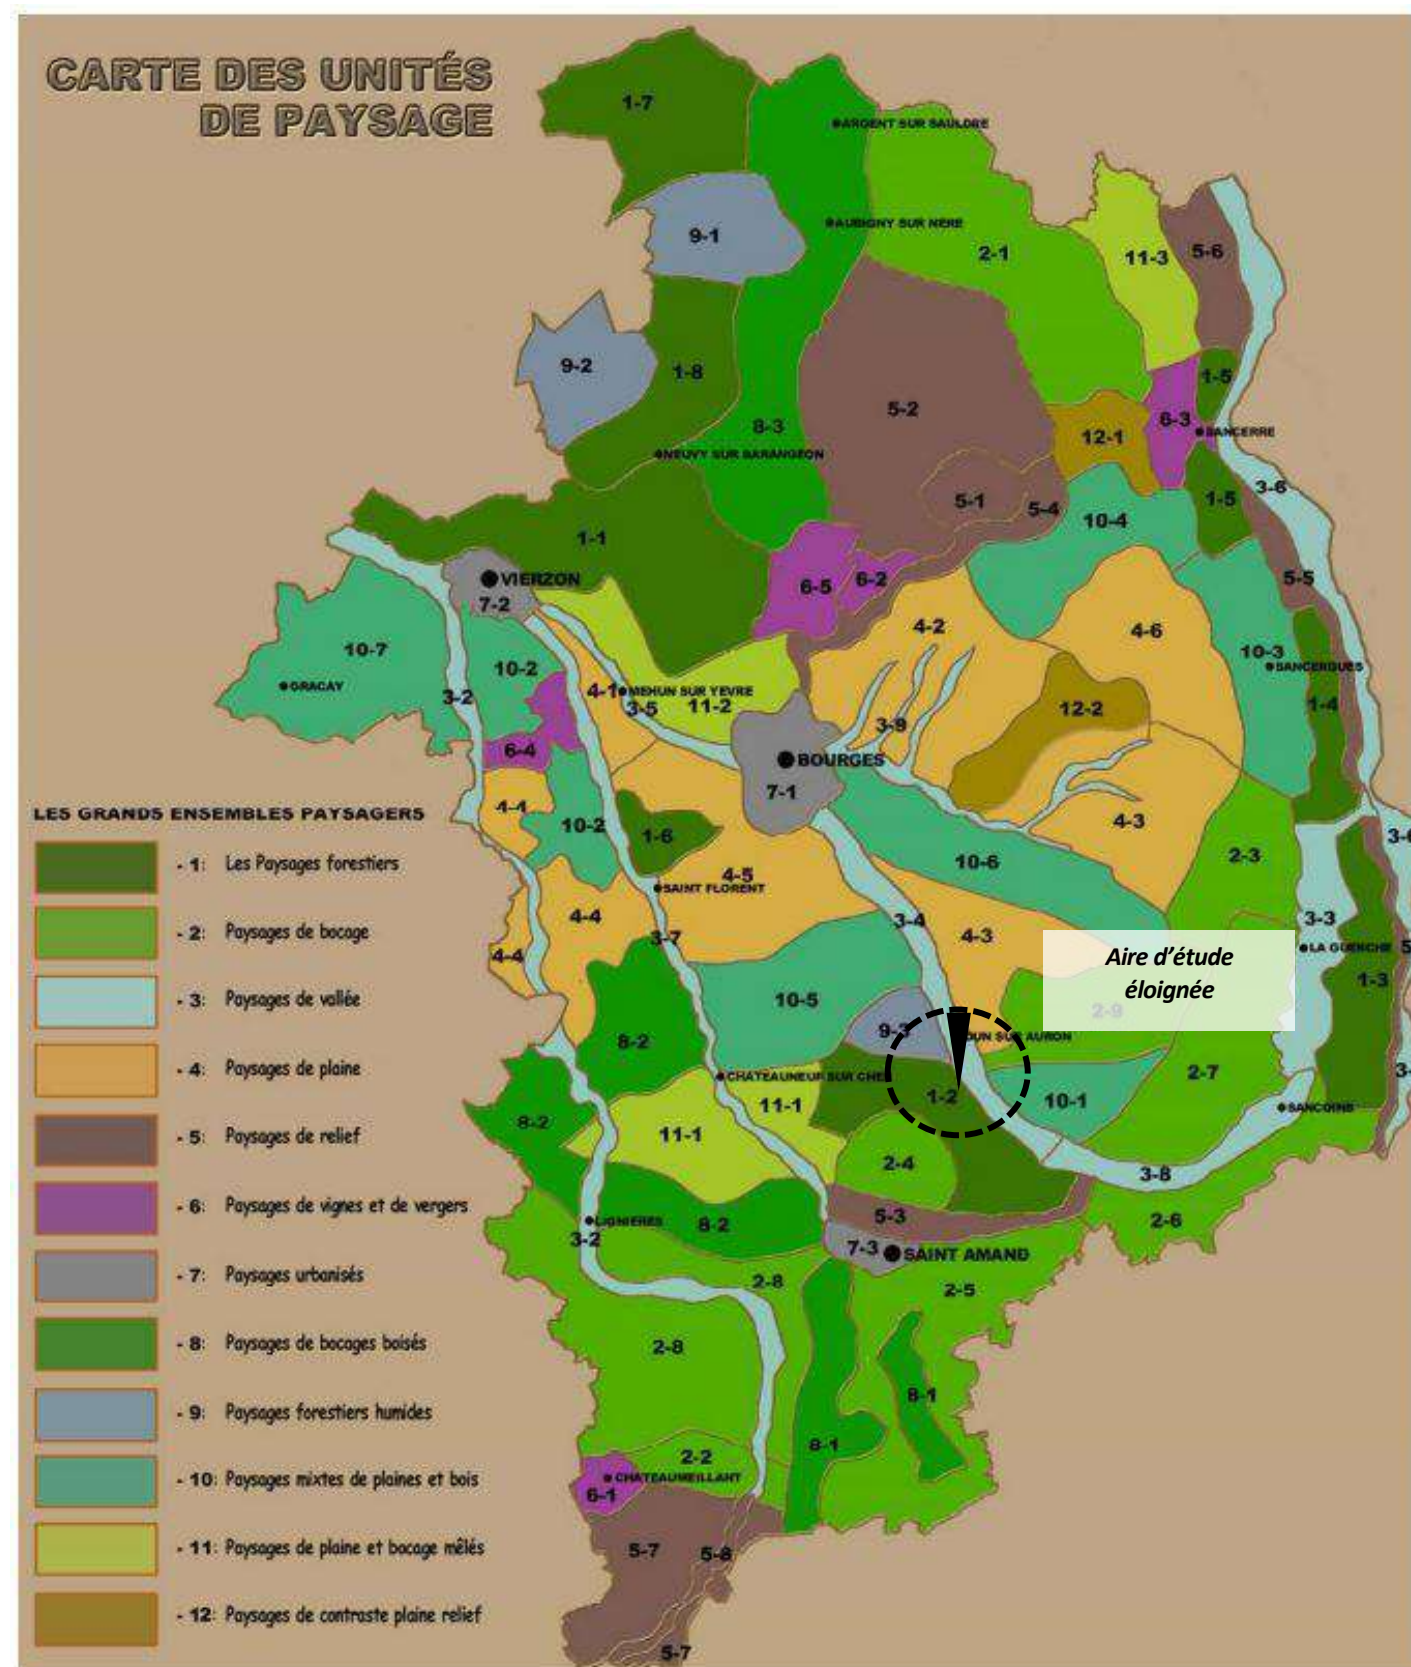 CARTE DES UNITÉS
DE PAYSAGE
1-7
ARGENT SUR SAULDRE
9-1
AUBIGNY SUR NERE
2-1
11-3
5-6
9-2
1-8
5-2
1-5
8-3
12-1
6-3
SANCERRE
NEUVY SUR BARANGEON
5-1
5-4
1-5
3-6
10-4
1-1
VIERZON
7-2
6-5
6-2
5-5
4-2
4-6
10-7
10-2
10-3
SANCERGUES
GRACAY
3-2
4-1
MEHUN SUR YEVRE
3-5
11-2
12-2
1-4
3-9
6-4
BOURGES
7-1
4-4
10-2
1-6
4-3
3-6
LES GRANDS ENSEMBLES PAYSAGERS
- 1: Les Paysages forestiers
- 2: Paysages de bocage
- 3: Paysages de vallée
- 4: Paysages de plaine
- 5: Paysages de relief
- 6: Paysages de vignes et de vergers
- 7: Paysages urbanisés
- 8: Paysages de bocages boisés
- 9: Paysages forestiers humides
- 10: Paysages mixtes de plaines et bois
- 11: Paysages de plaine et bocage mêlés
- 12: Paysages de contraste plaine relief
10-6
2-3
4-5
SAINT FLORENT
4-4
3-4
3-3
3-7
4-3
LA GUERCHE
4-4
Aire d'étude
éloignée
1-3
10-5
2-9
9-3
DUN SUR AURON
8-2
CHATEAUNEUF SUR CHER
2-7
1-2
10-1
11-1
SANCOINS
8-2
11-1
2-4
3-8
5-3
2-6
LIGNIERES
8-2
3-2
7-3
SAINT AMAND
2-8
2-5
2-8
8-1
8-1
2-2
CHATEAUMEILLANT
6-1
5-7
5-8
5-7